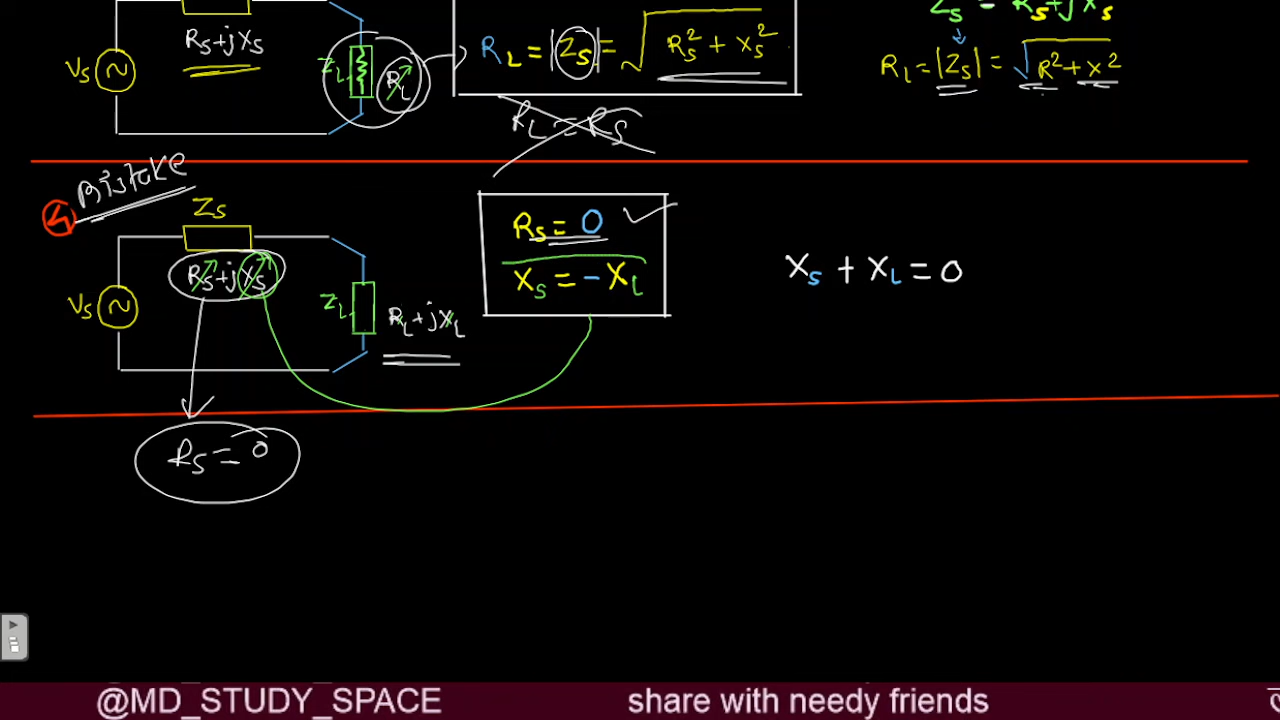 Zs = Rs+jxs
Rs+jxs
Vs
ZL
RL
RL = |Zs| = √Rs² + xs²
RL = |Zs| = √R² + x²
RL = Rs
Mistake
4
Zs
Rs = 0
Rs+jxs
xs = - xL
xs + xL = 0
Vs
ZL
RL+jxL
Rs = 0
@MD_STUDY_SPACE
share with needy friends